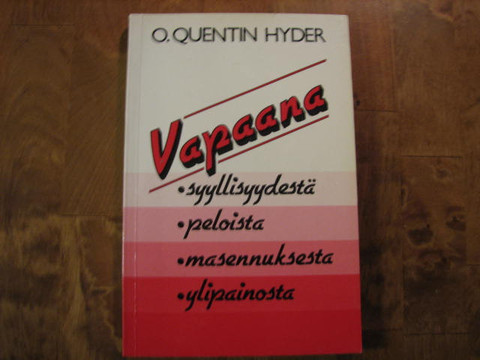 O. QUENTIN HYDER
Vapaana
•syyllisyydestä
•peloista
•masennuksesta
•ylipainosta